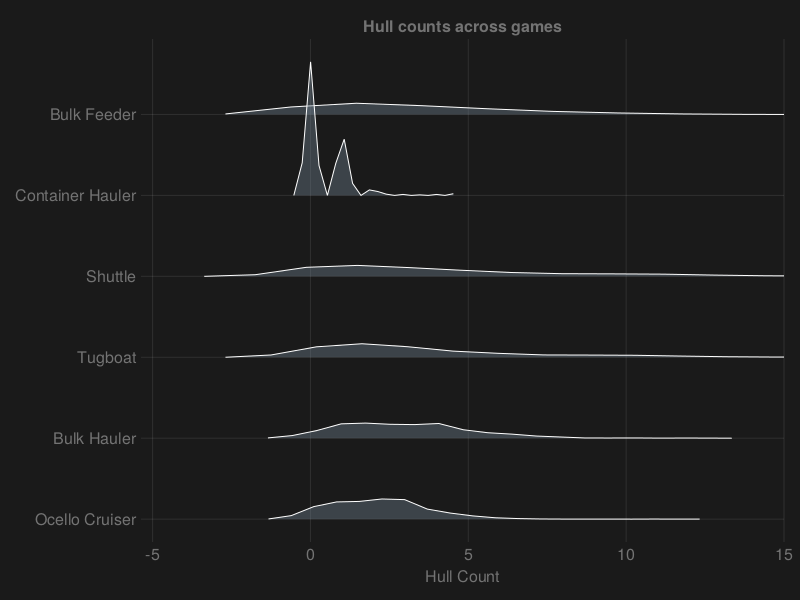 Hull counts across games
Bulk Feeder
Container Hauler
Shuttle
Tugboat
Bulk Hauler
Ocello Cruiser
-5 0 5 10 15
Hull Count